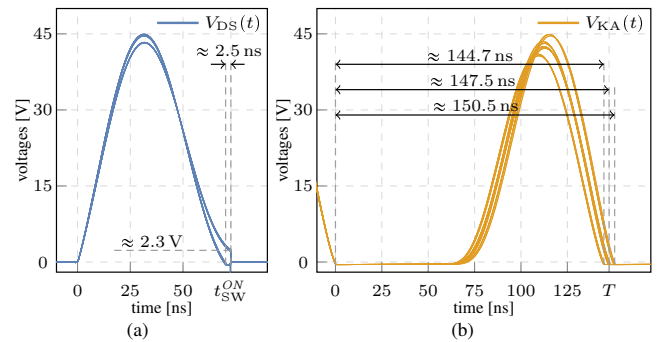 V_DS(t)
≈ 2.5 ns
≈ 2.3 V
voltages [V]
45
30
15
0
0 25 50 t_SW^ON
time [ns]
(a)
V_KA(t)
≈ 144.7 ns
≈ 147.5 ns
≈ 150.5 ns
voltages [V]
45
30
15
0
0 25 50 75 100 125 T
time [ns]
(b)